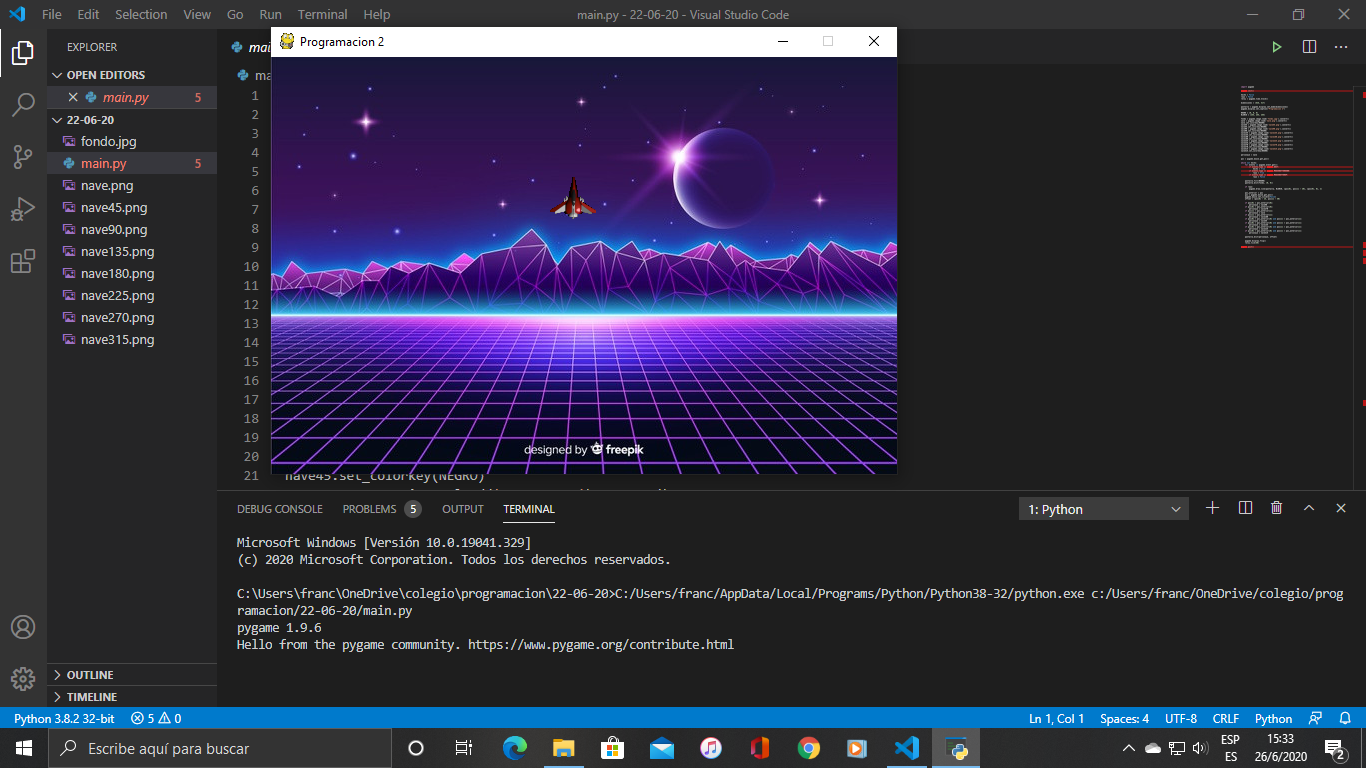 File Edit Selection View Go Run Terminal Help
main.py - 22-06-20 - Visual Studio Code
Programacion 2
EXPLORER
OPEN EDITORS
main.py 5
22-06-20
fondo.jpg
main.py 5
nave.png
nave45.png
nave90.png
nave135.png
nave180.png
nave225.png
nave270.png
nave315.png
OUTLINE
TIMELINE
1
2
3
4
5
6
7
8
9
10
11
12
13
14
15
16
17
18
19
20
21 nave45.set_colorkey(NEGRO)
designed by freepik
DEBUG CONSOLE PROBLEMS 5 OUTPUT TERMINAL
1: Python
Microsoft Windows [Versión 10.0.19041.329]
(c) 2020 Microsoft Corporation. Todos los derechos reservados.
C:\Users\franc\OneDrive\colegio\programacion\22-06-20>C:/Users/franc/AppData/Local/Programs/Python/Python38-32/python.exe c:/Users/franc/OneDrive/colegio/prog
ramacion/22-06-20/main.py
pygame 1.9.6
Hello from the pygame community. https://www.pygame.org/contribute.html
Python 3.8.2 32-bit 5 0
Ln 1, Col 1 Spaces: 4 UTF-8 CRLF Python
Escribe aquí para buscar
ESP
ES
15:33
26/6/2020
2